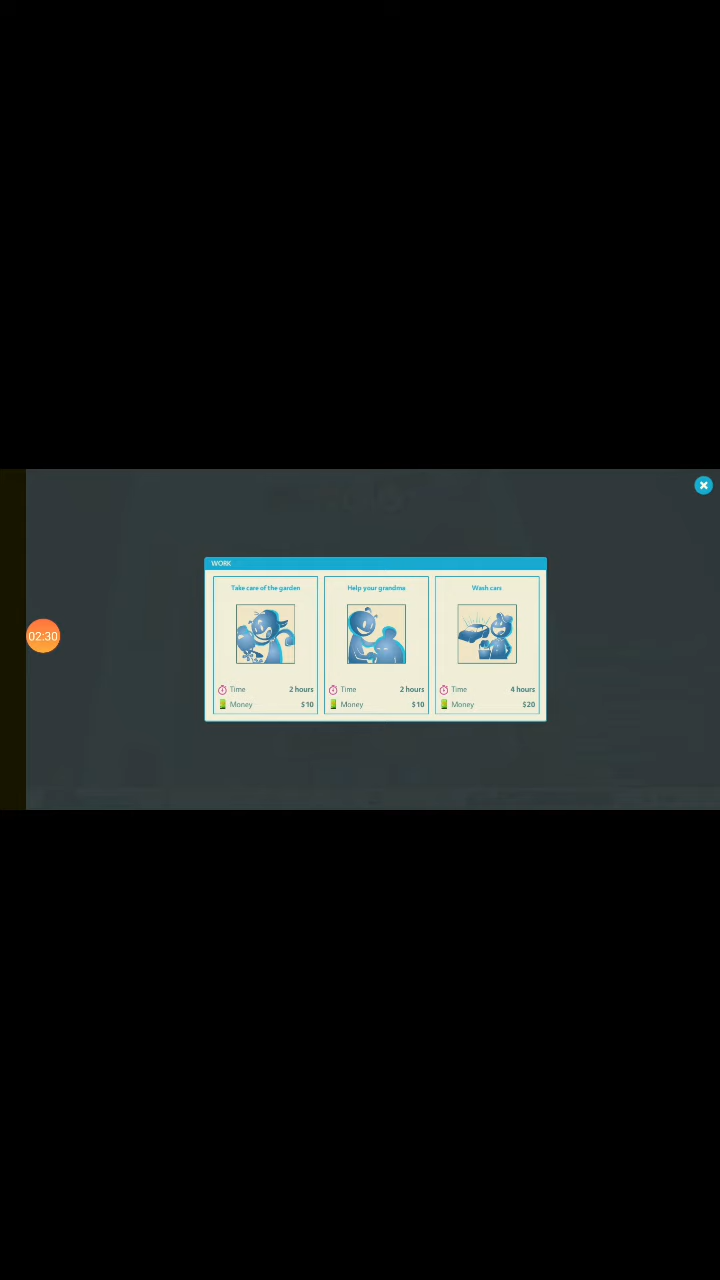 WORK
Take care of the garden
Time 2 hours
Money $10
Help your grandma
Time 2 hours
Money $10
Wash cars
Time 4 hours
Money $20
02:30